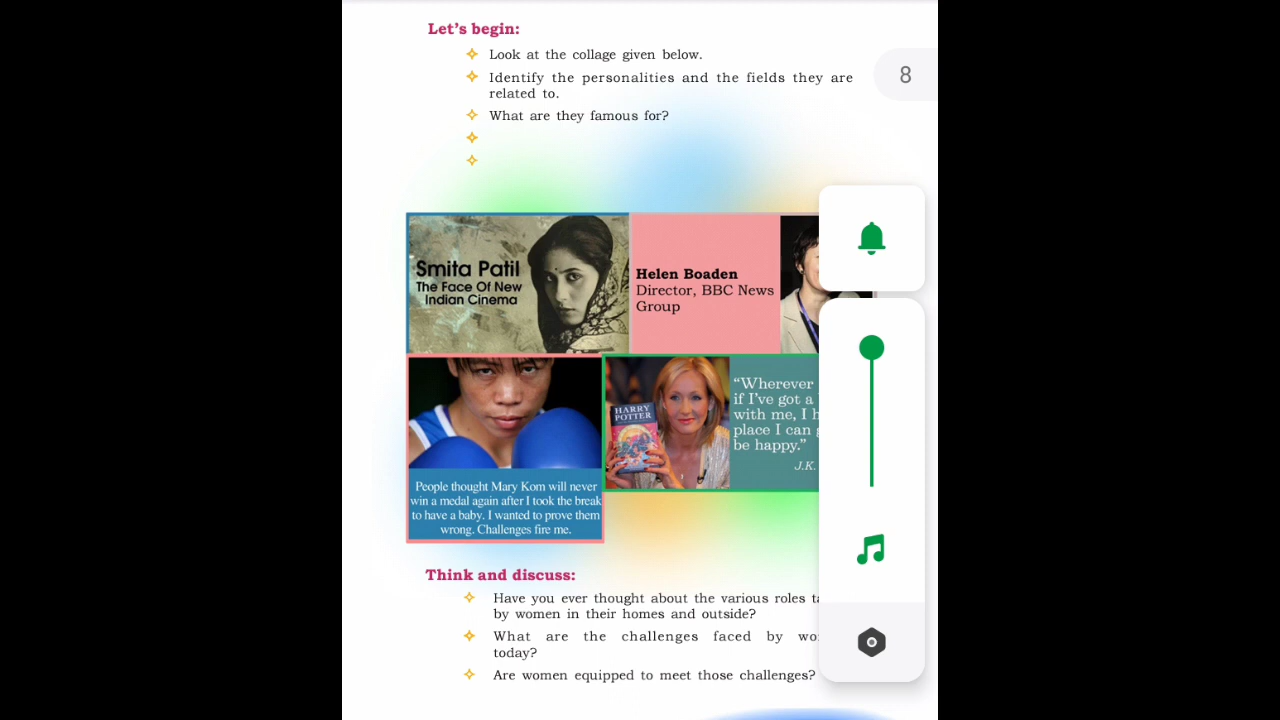 Let's begin:
Look at the collage given below.
Identify the personalities and the fields they are
related to.
What are they famous for?
8
Smita Patil
The Face Of New
Indian Cinema
Helen Boaden
Director, BBC News
Group
HARRY
POTTER
“Wherever
if I've got a
with me, I
place I can
be happy.”
J.K.
People thought Mary Kom will never
win a medal again after I took the break
to have a baby. I wanted to prove them
wrong. Challenges fire me.
Think and discuss:
Have you ever thought about the various roles
by women in their homes and outside?
What are the challenges faced by
today?
Are women equipped to meet those challenges?